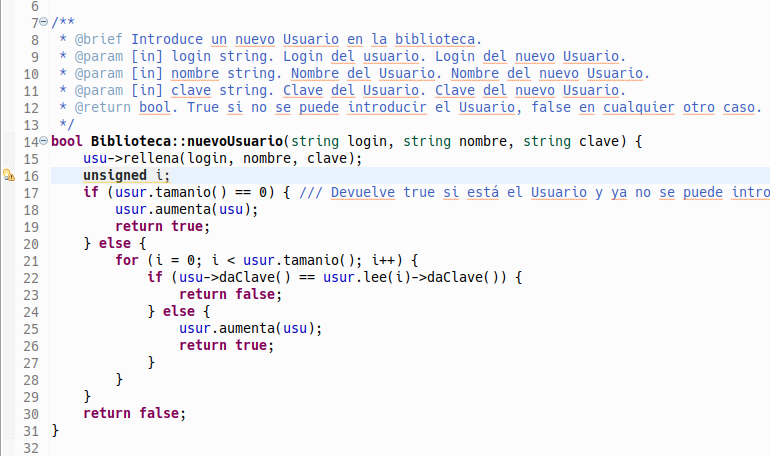 6
7 /**
8  * @brief Introduce un nuevo Usuario en la biblioteca.
9  * @param [in] login string. Login del usuario. Login del nuevo Usuario.
10  * @param [in] nombre string. Nombre del Usuario. Nombre del nuevo Usuario.
11  * @param [in] clave string. Clave del Usuario. Clave del nuevo Usuario.
12  * @return bool. True si no se puede introducir el Usuario, false en cualquier otro caso.
13  */
14 bool Biblioteca::nuevoUsuario(string login, string nombre, string clave) {
15     usu->rellena(login, nombre, clave);
16     unsigned i;
17     if (usur.tamanio() == 0) { /// Devuelve true si está el Usuario y ya no se puede intro
18         usur.aumenta(usu);
19         return true;
20     } else {
21         for (i = 0; i < usur.tamanio(); i++) {
22             if (usu->daClave() == usur.lee(i)->daClave()) {
23                 return false;
24             } else {
25                 usur.aumenta(usu);
26                 return true;
27             }
28         }
29     }
30     return false;
31 }
32